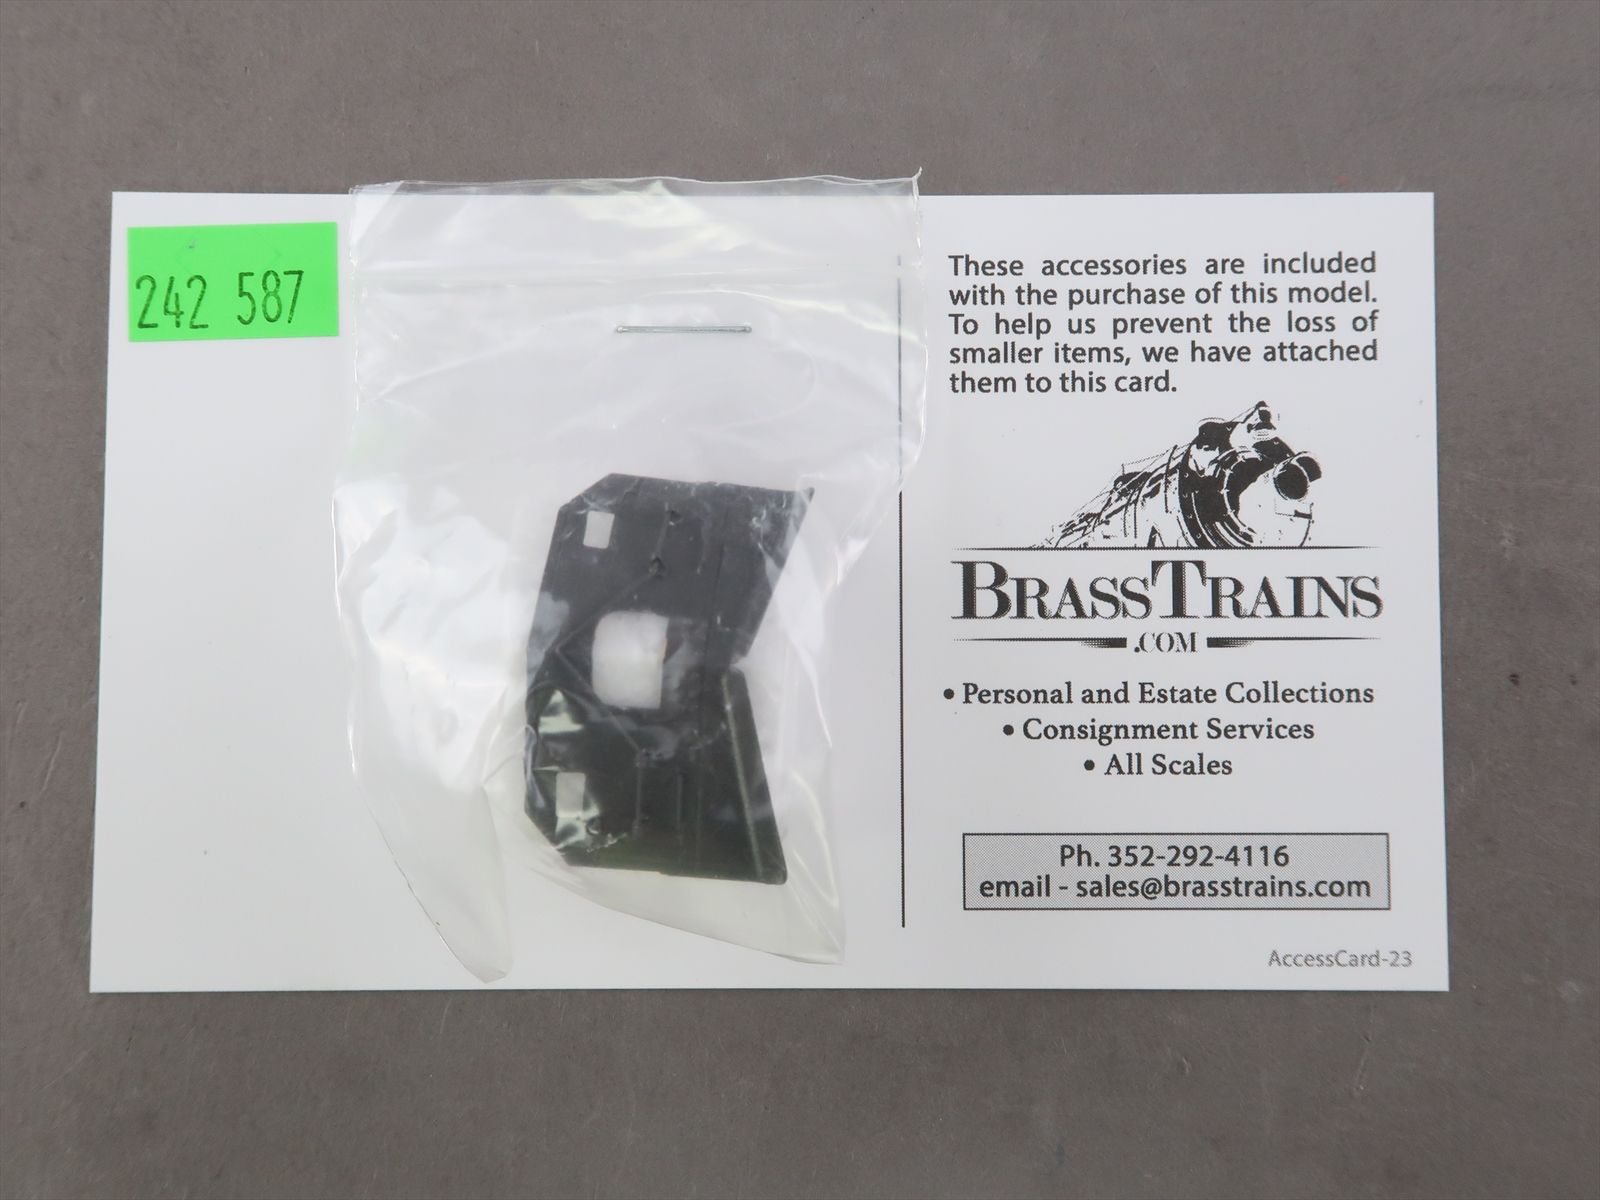 242 587
These accessories are included
with the purchase of this model.
To help us prevent the loss of
smaller items, we have attached
them to this card.
BRASSTRAINS
.COM
• Personal and Estate Collections
• Consignment Services
• All Scales
Ph. 352-292-4116
email - sales@brasstrains.com
AccessCard-23